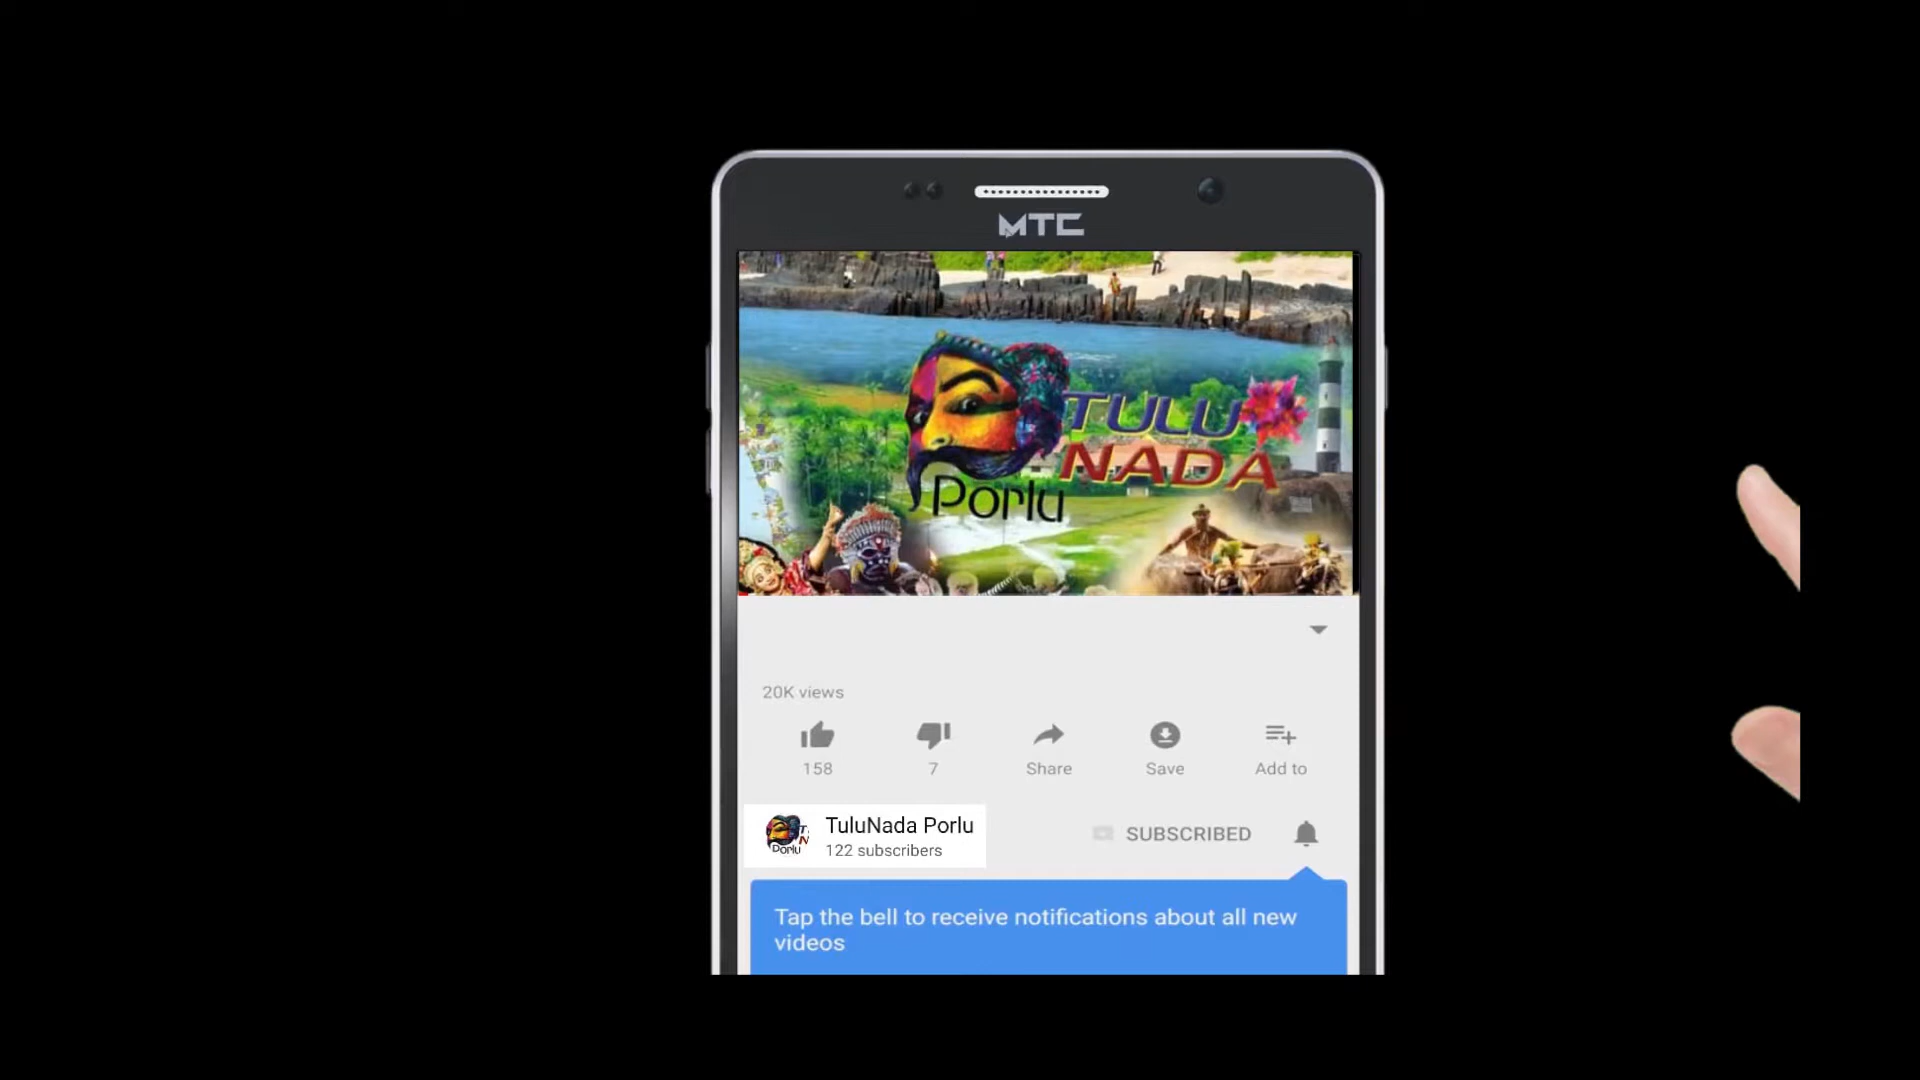 MTC
TULU
NADA
Porlu
20K views
158
7
Share
Save
Add to
TuluNada Porlu
122 subscribers
SUBSCRIBED
Porlu
Tap the bell to receive notifications about all new
videos